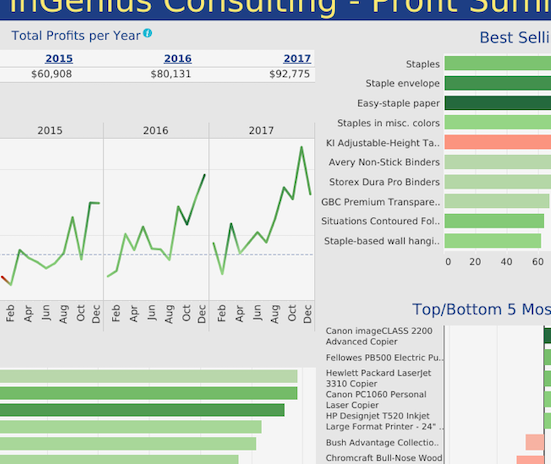 inGenius Consulting - Profit
Total Profits per Year
2015 2016 2017
$60,908 $80,131 $92,775
2015 2016 2017
Feb Apr Jun Aug Oct Dec Feb Apr Jun Aug Oct Dec Feb Apr Jun Aug Oct Dec
Best Selli
Staples
Staple envelope
Easy-staple paper
Staples in misc. colors
KI Adjustable-Height Ta..
Avery Non-Stick Binders
Storex Dura Pro Binders
GBC Premium Transpare..
Situations Contoured Fol..
Staple-based wall hangi..
0 20 40 60
Top/Bottom 5 Mos
Canon imageCLASS 2200
Advanced Copier
Fellowes PB500 Electric Pu..
Hewlett Packard LaserJet
3310 Copier
Canon PC1060 Personal
Laser Copier
HP Designjet T520 Inkjet
Large Format Printer - 24" ..
Bush Advantage Collectio..
Chromcraft Bull-Nose Wood